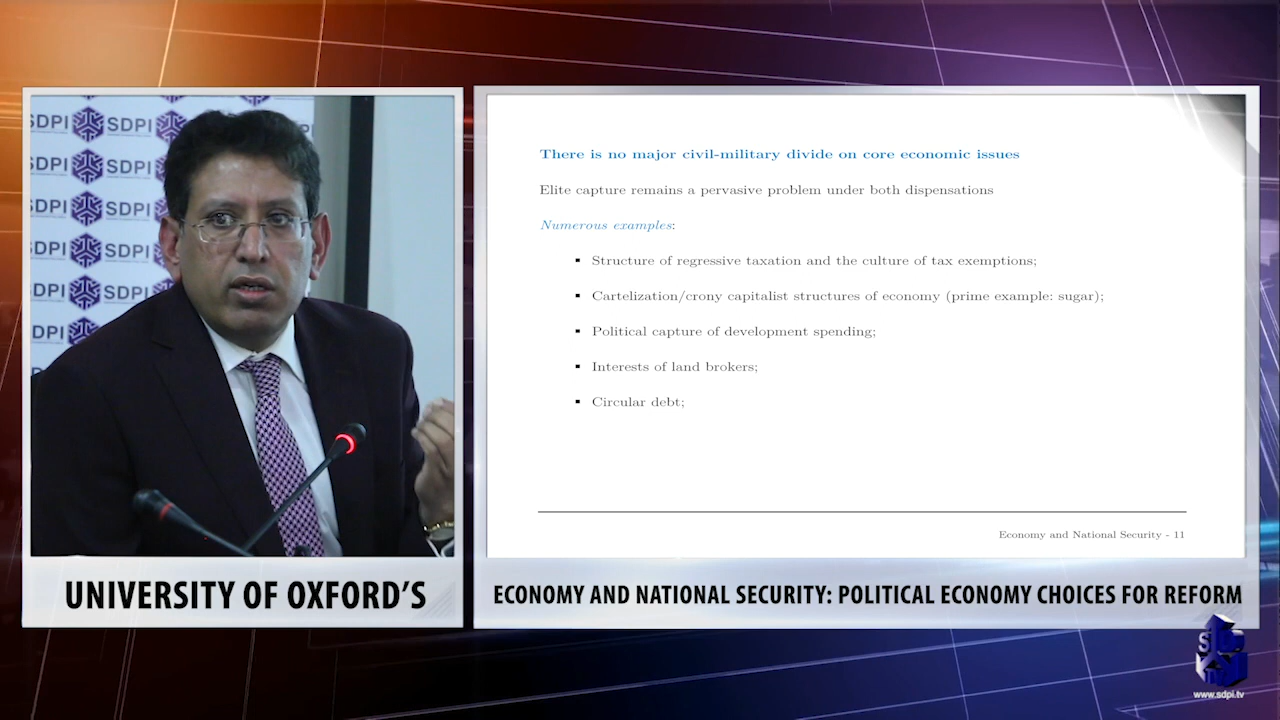 SDPI SDPI
SDPI
SDPI SDPI
SDPI SDPI
SDPI SDPI
SDPI
SDPI
UNIVERSITY OF OXFORD'S
There is no major civil-military divide on core economic issues
Elite capture remains a pervasive problem under both dispensations
Numerous examples:
▪ Structure of regressive taxation and the culture of tax exemptions;
▪ Cartelization/crony capitalist structures of economy (prime example: sugar);
▪ Political capture of development spending;
▪ Interests of land brokers;
▪ Circular debt;
Economy and National Security - 11
ECONOMY AND NATIONAL SECURITY: POLITICAL ECONOMY CHOICES FOR REFORM
www.sdpi.tv